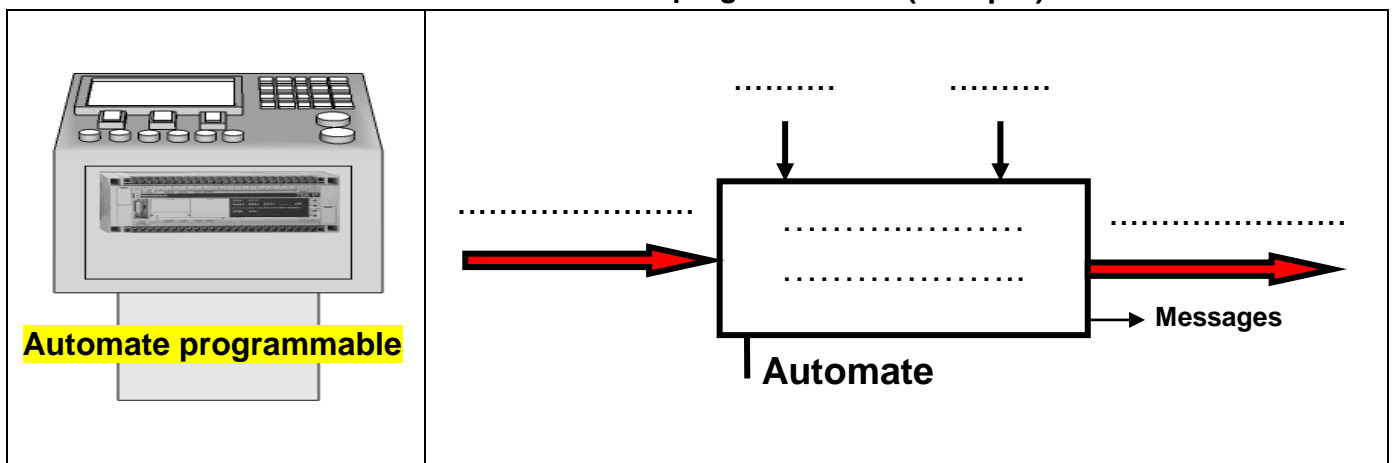 .......... ..........
...................... ......................
....................
....................
Messages
Automate programmable
Automate